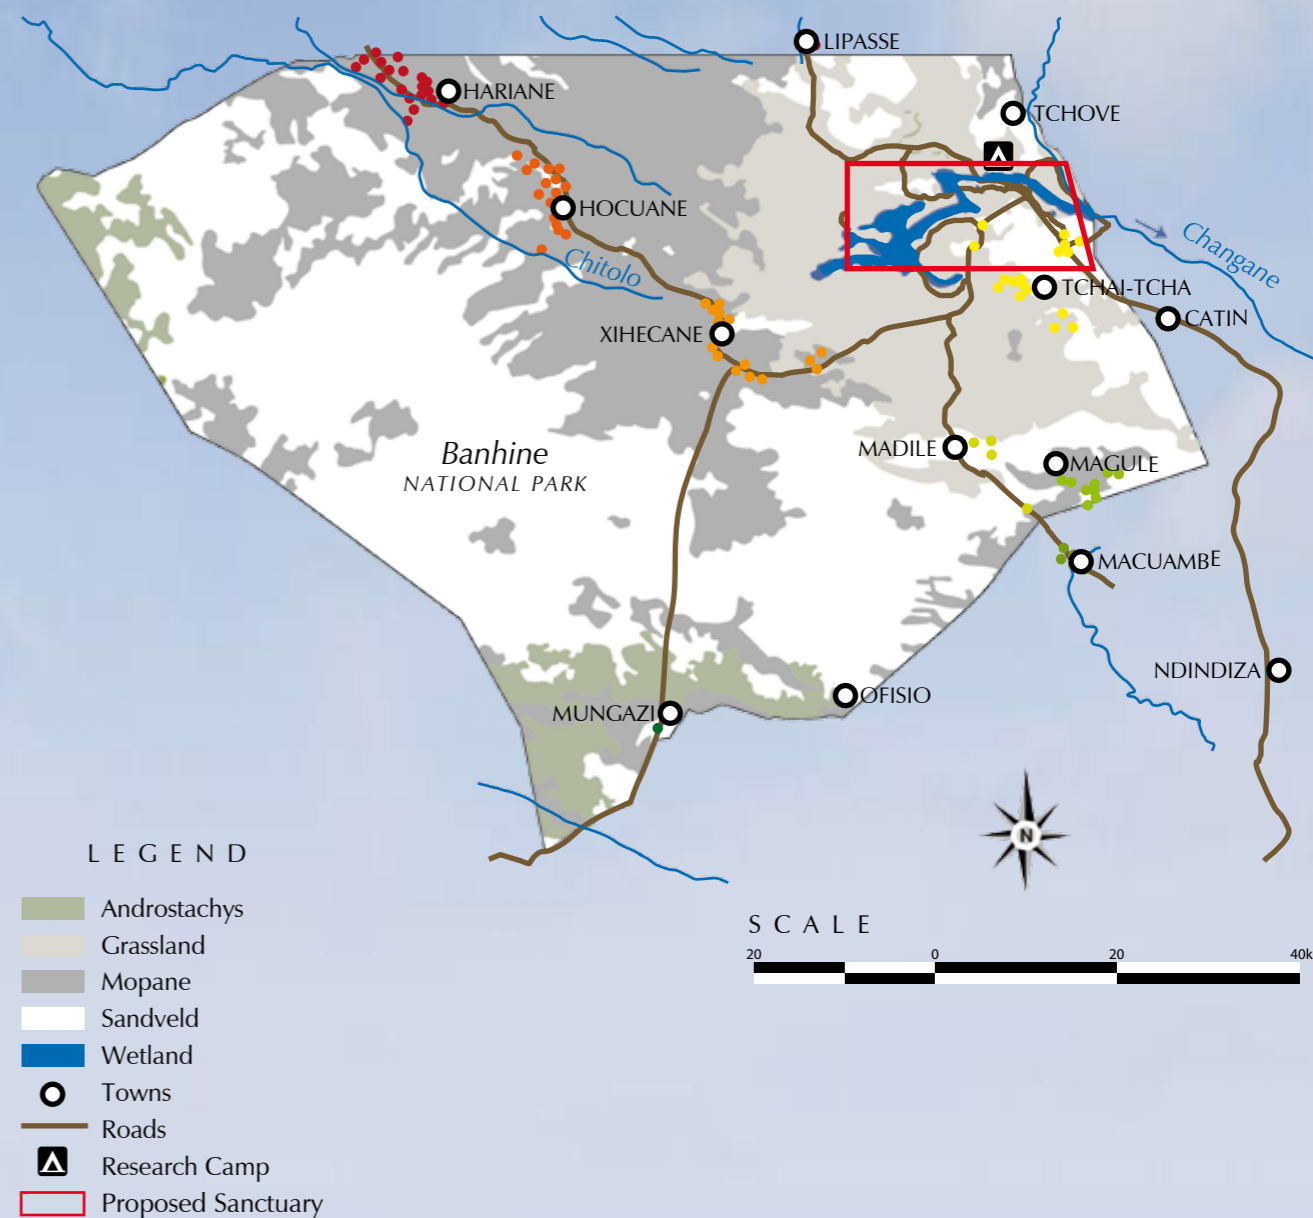 LIPASSE
HARIANE
TCHOVE
HOCUANE
Chitolo
Changane
TCHAI-TCHA
CATIN
XIHECANE
MADILE
MAGULE
Banhine
NATIONAL PARK
MACUAMBE
NDINDIZA
OFISIO
MUNGAZI
N
LEGEND
Androstachys
Grassland
Mopane
Sandveld
Wetland
Towns
Roads
Research Camp
Proposed Sanctuary
SCALE
20 0 20 40k